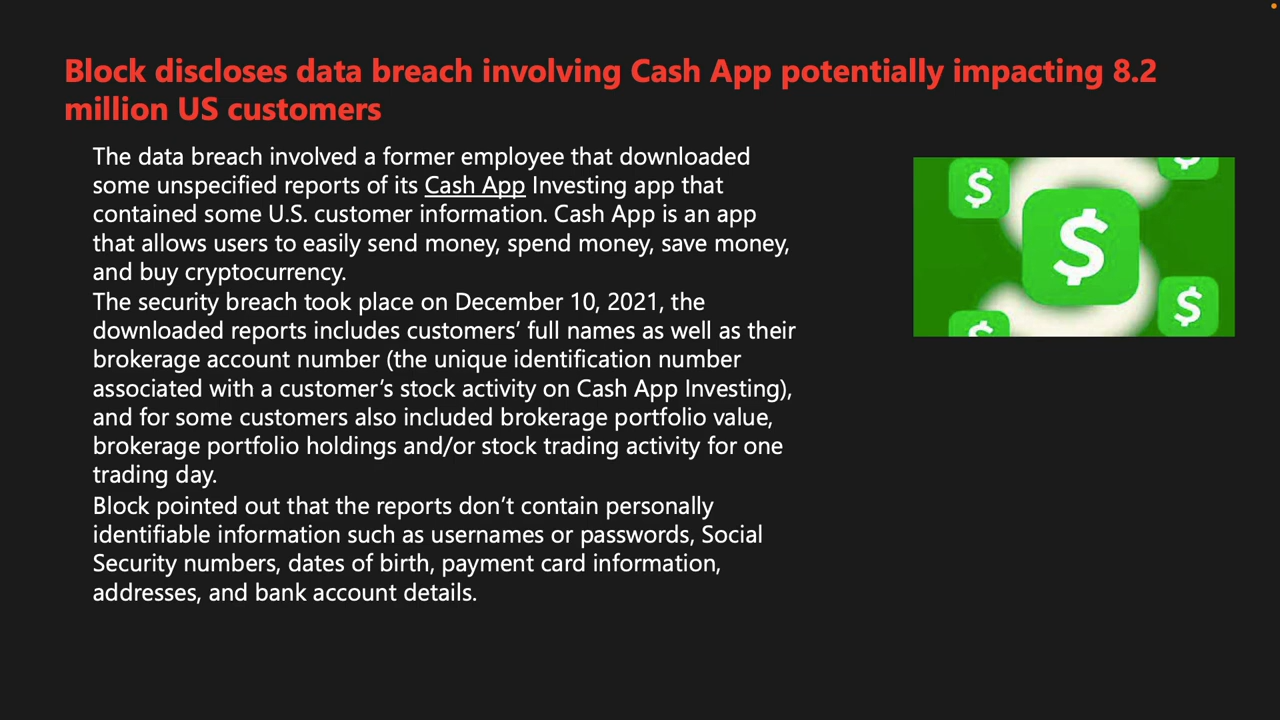 Block discloses data breach involving Cash App potentially impacting 8.2
million US customers
The data breach involved a former employee that downloaded
some unspecified reports of its Cash App Investing app that
contained some U.S. customer information. Cash App is an app
that allows users to easily send money, spend money, save money,
and buy cryptocurrency.
The security breach took place on December 10, 2021, the
downloaded reports includes customers’ full names as well as their
brokerage account number (the unique identification number
associated with a customer’s stock activity on Cash App Investing),
and for some customers also included brokerage portfolio value,
brokerage portfolio holdings and/or stock trading activity for one
trading day.
Block pointed out that the reports don’t contain personally
identifiable information such as usernames or passwords, Social
Security numbers, dates of birth, payment card information,
addresses, and bank account details.
$
$
$
$
$